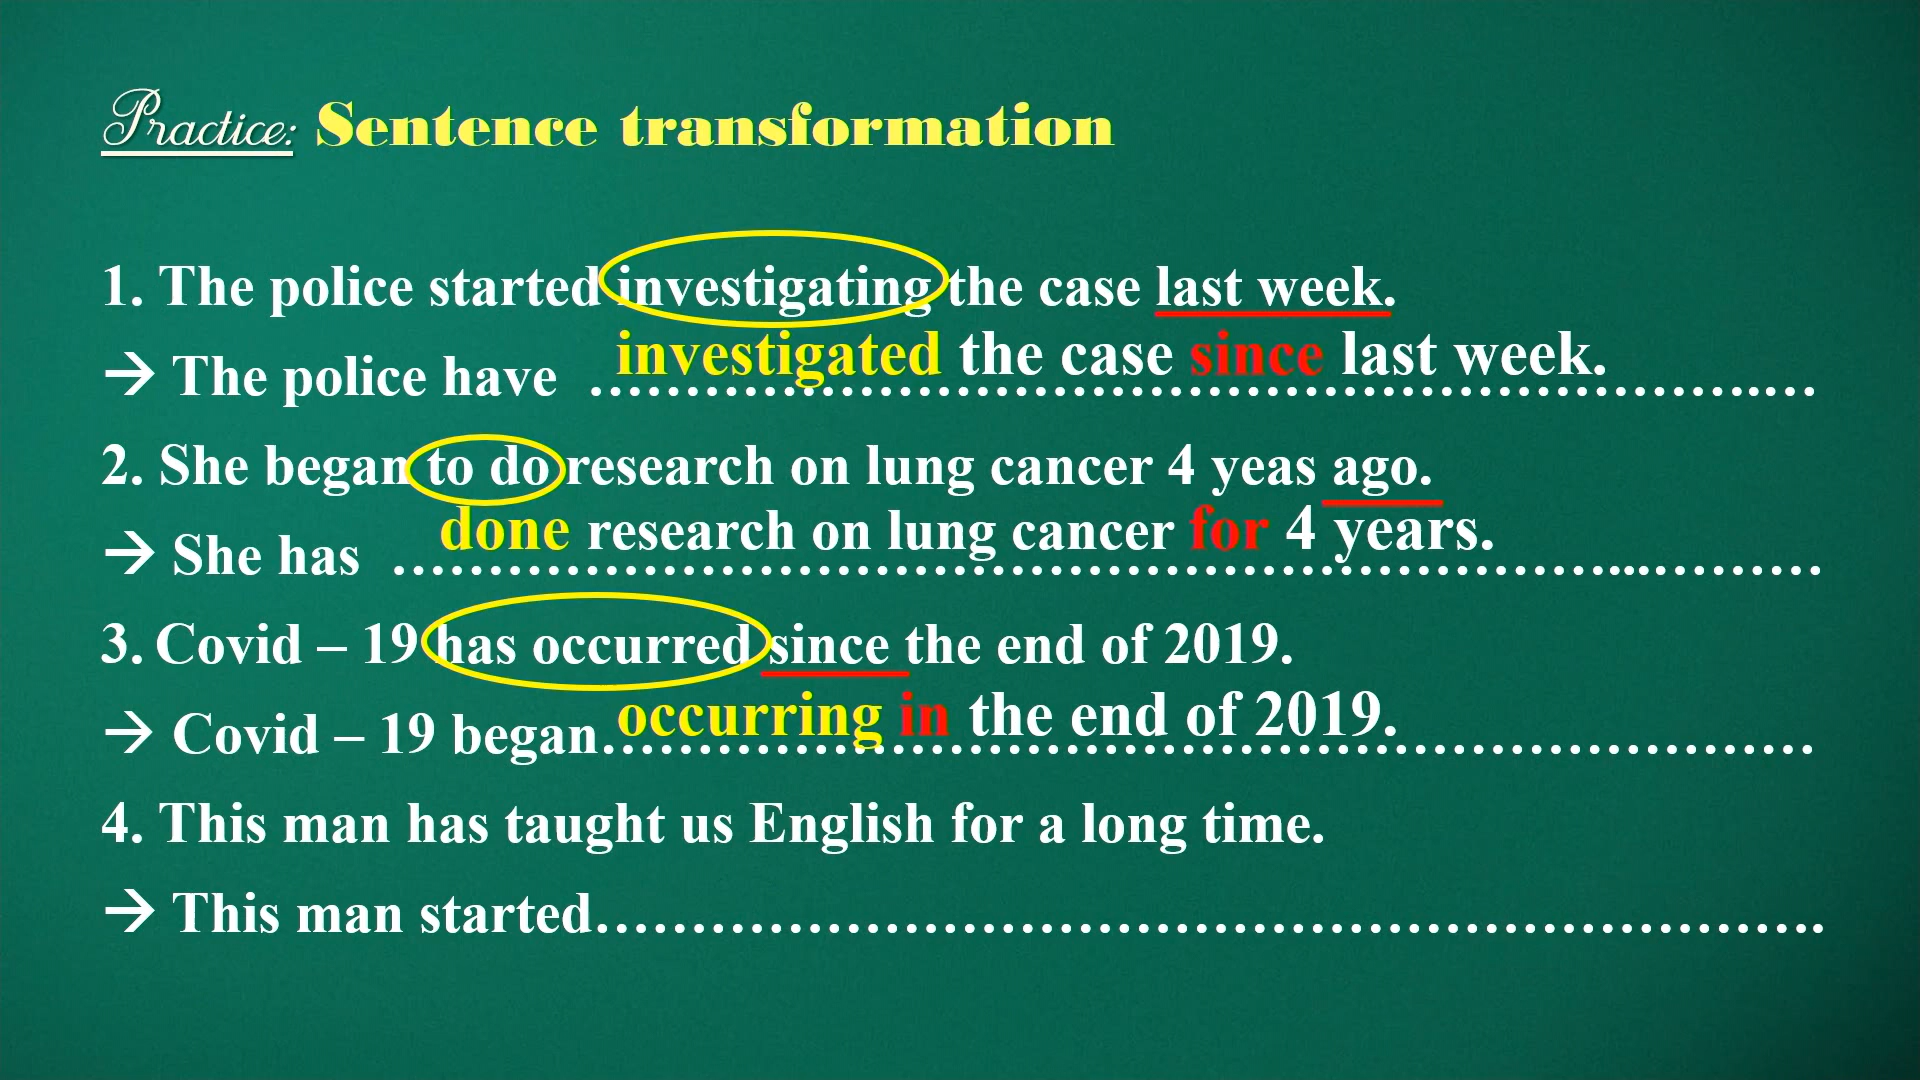 Practice: Sentence transformation
1. The police started investigating the case last week.
→ The police have ………………………………………………………….…
investigated the case since last week.
2. She began to do research on lung cancer 4 yeas ago.
→ She has ……………………………………………………………...………
done research on lung cancer for 4 years.
3. Covid – 19 has occurred since the end of 2019.
→ Covid – 19 began………………………………………………………………
occurring in the end of 2019.
4. This man has taught us English for a long time.
→ This man started……………………………………………………………….